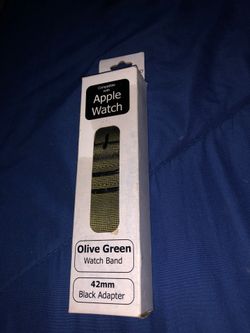 Compatible
with
Apple
Watch
Olive Green
Watch Band
42mm
Black Adapter